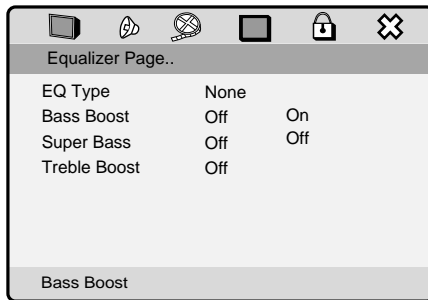 Equalizer Page..
EQ Type None
Bass Boost Off On
Super Bass Off Off
Treble Boost Off
Bass Boost